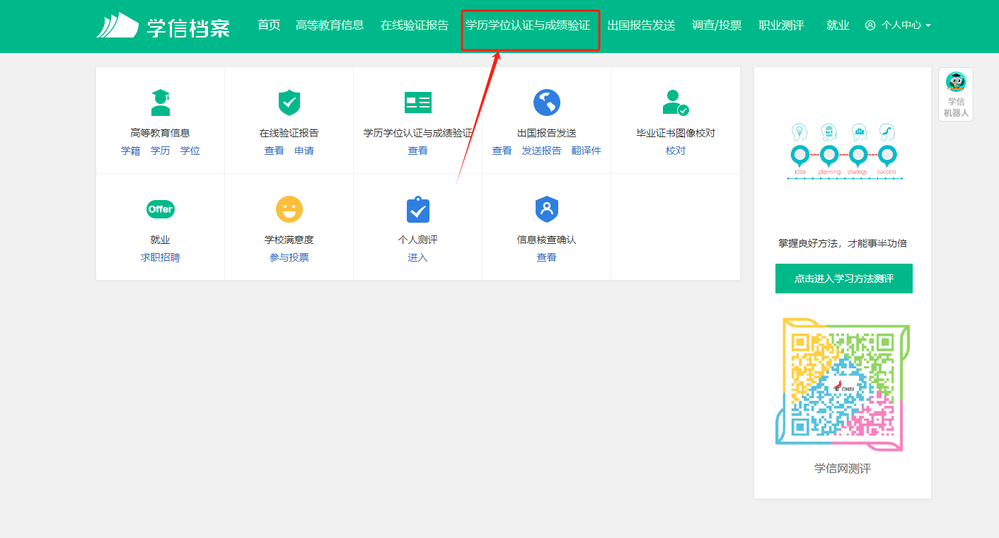 学信档案
首页 高等教育信息 在线验证报告 学历学位认证与成绩验证 出国报告发送 调查/投票 职业测评 就业 个人中心
高等教育信息
学籍 学历 学位
在线验证报告
查看 申请
学历学位认证与成绩验证
查看
出国报告发送
查看 发送报告 翻译件
毕业证书图像校对
校对
Offer
就业
求职招聘
学校满意度
参与投票
个人测评
进入
信息核查确认
查看
idea planning strategy success
掌握良好方法，才能事半功倍
点击进入学习方法测评
CHSI
学信网测评
学信
机器人